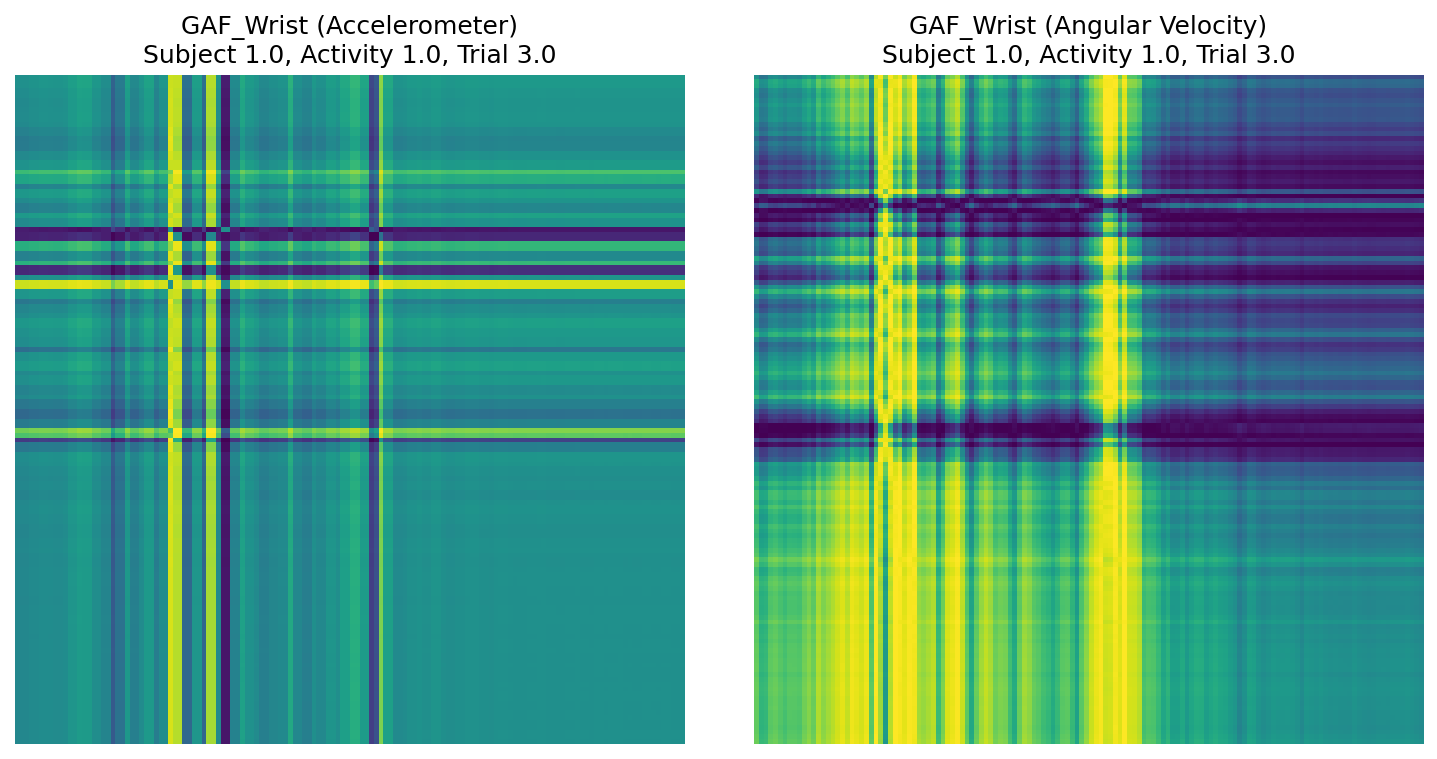 GAF_Wrist (Accelerometer)
Subject 1.0, Activity 1.0, Trial 3.0
GAF_Wrist (Angular Velocity)
Subject 1.0, Activity 1.0, Trial 3.0